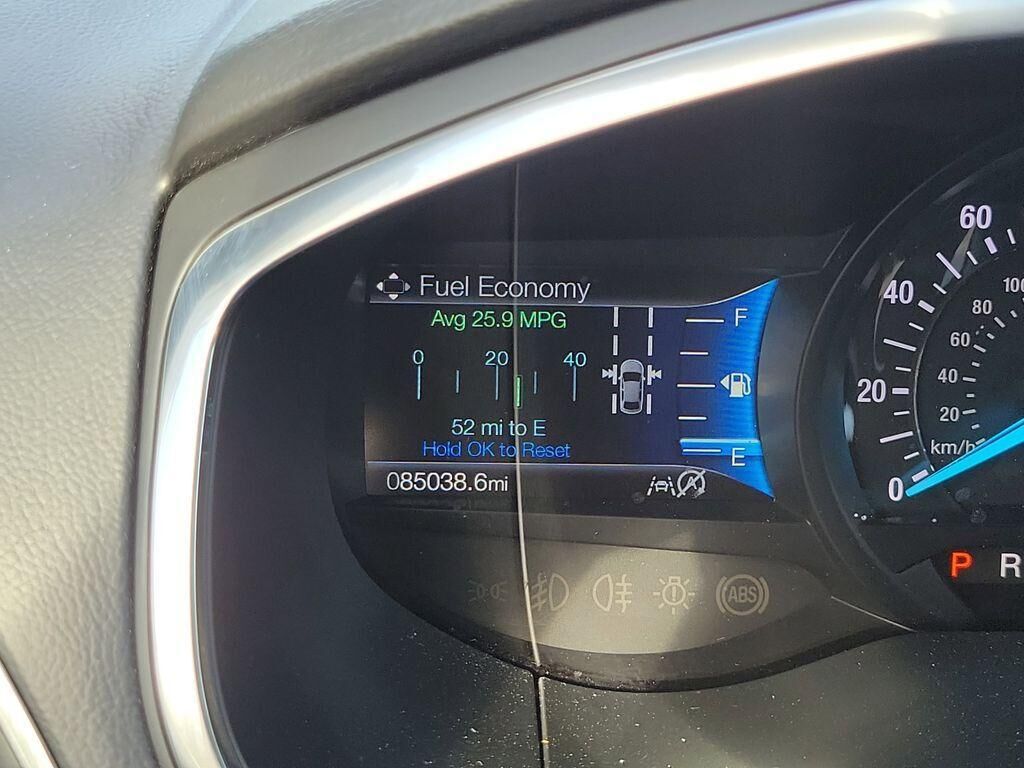 Fuel Economy
Avg 25.9 MPG
0 20 40
52 mi to E
Hold OK to Reset
085038.6mi
F
E
A
ABS
60
40
20
0
100
80
60
40
20
km/h
P R